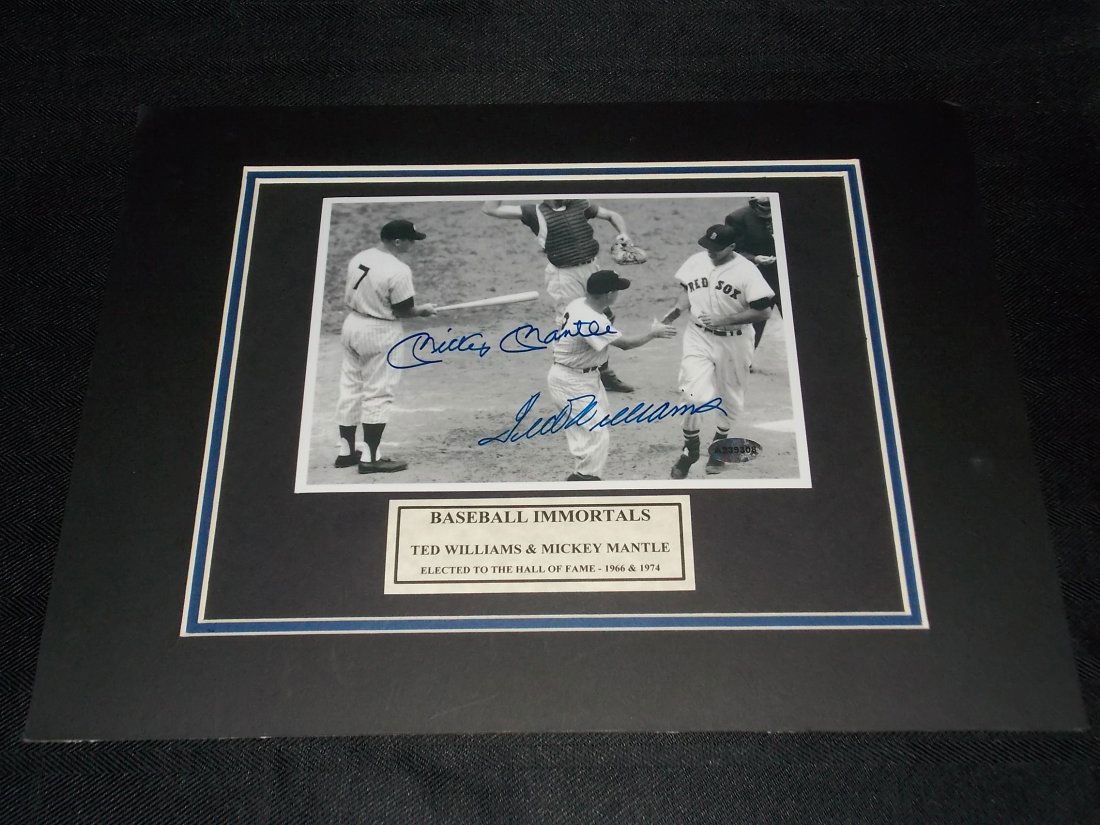 7
RED SOX
Mickey Mantle
Ted Williams
A239308
BASEBALL IMMORTALS
TED WILLIAMS & MICKEY MANTLE
ELECTED TO THE HALL OF FAME - 1966 & 1974